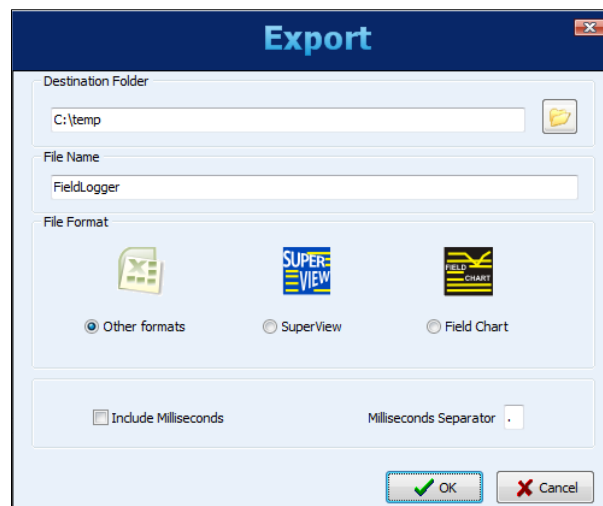 Export
Destination Folder
C:\temp
File Name
FieldLogger
File Format
SUPER
VIEW
FIELD
CHART
Other formats
SuperView
Field Chart
Include Milliseconds
Milliseconds Separator .
OK
Cancel